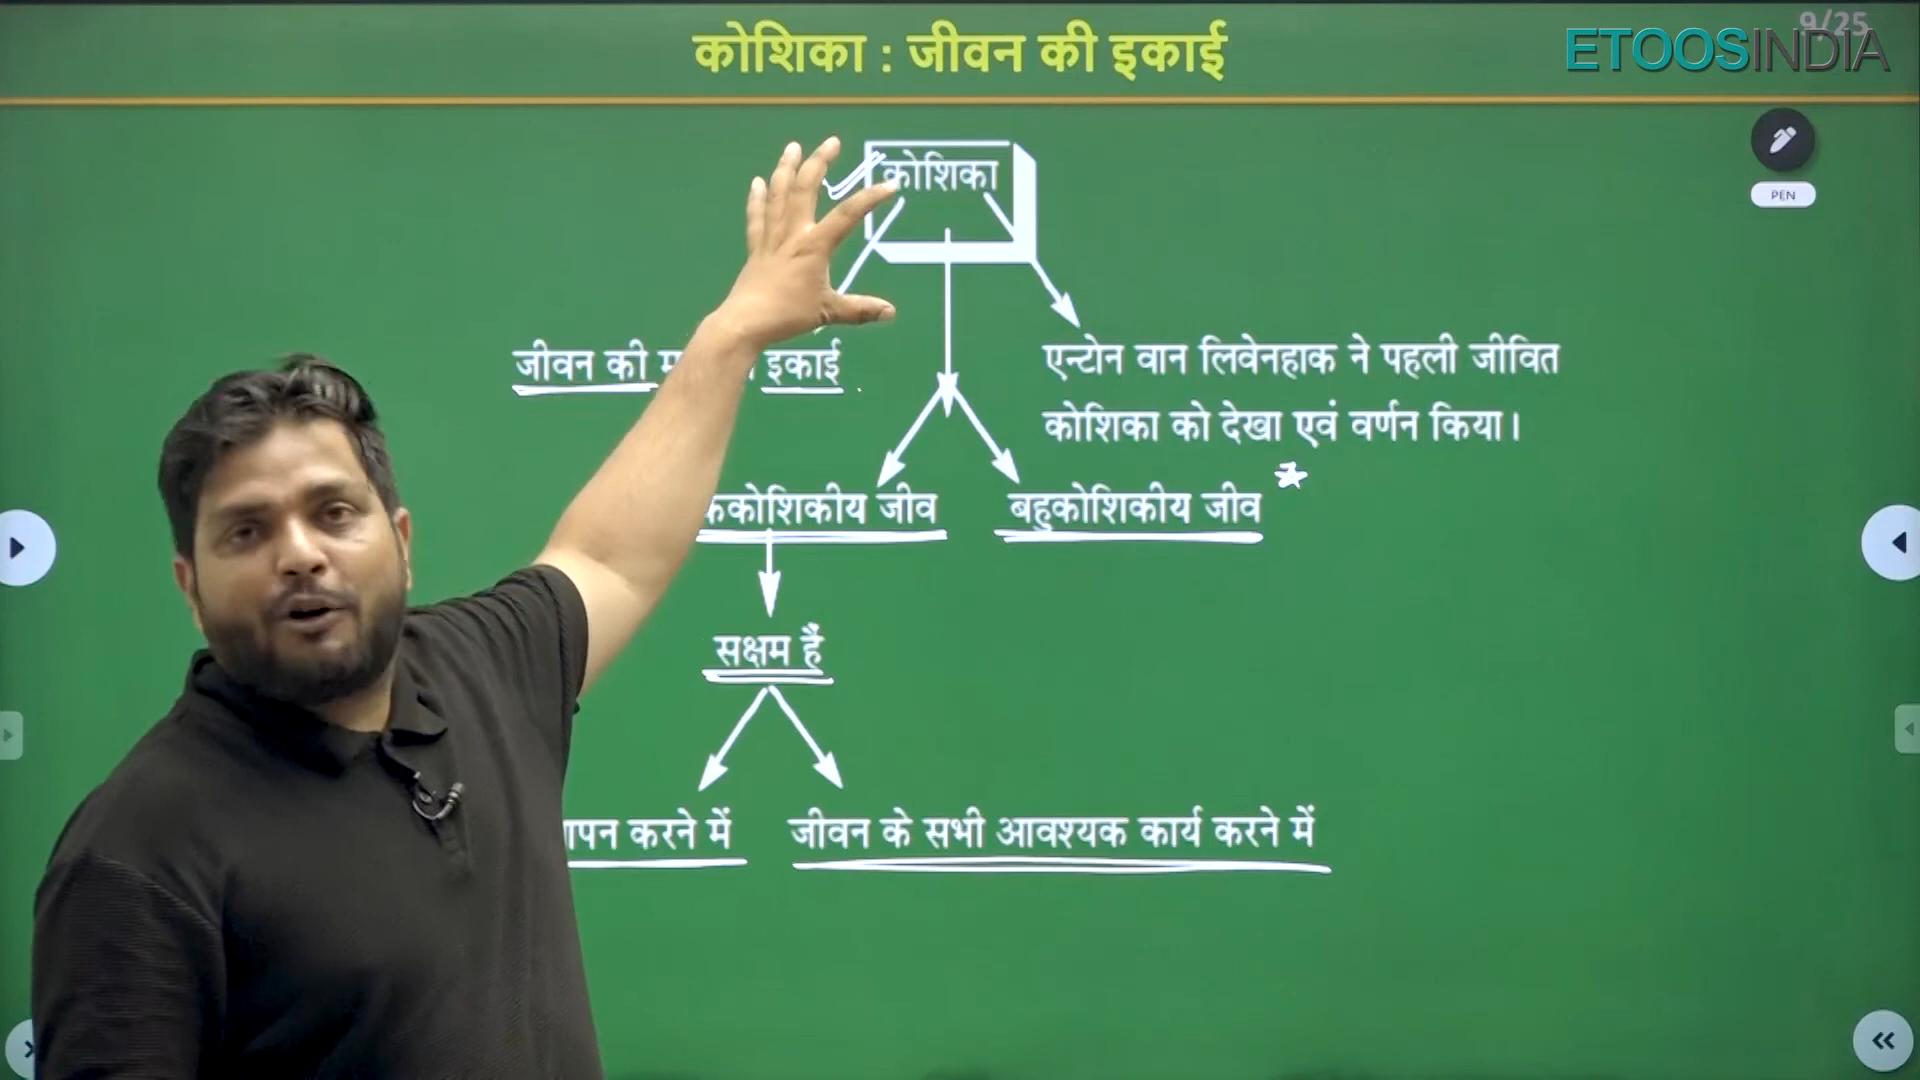 कोशिका : जीवन की इकाई
9/25
ETOOSINDIA
PEN
कोशिका
जीवन की इकाई
एन्टोन वान लिवेनहाक ने पहली जीवित
कोशिका को देखा एवं वर्णन किया।
जीव
बहुकोशिकीय जीव
सक्षम हैं
करने में
जीवन के सभी आवश्यक कार्य करने में